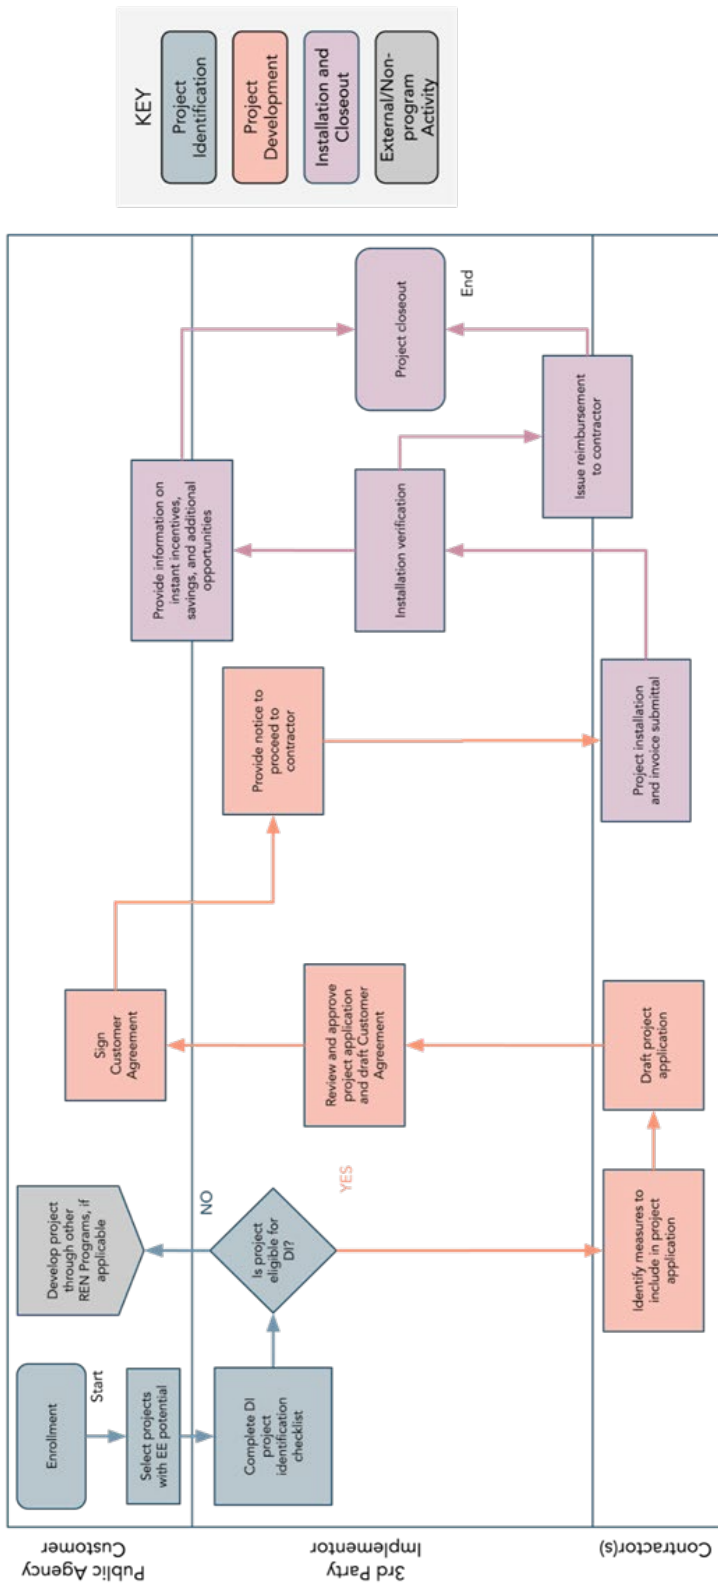 Public Agency
Customer
Enrollment
Start
Select projects
with EE potential
Develop project
through other
REN Programs, if
applicable
Sign
Customer
Agreement
Provide information on
instant incentives,
savings, and additional
opportunities
3rd Party
Implementor
Complete DI
project
identification
checklist
Is project
eligible for
DI?
NO
YES
Review and approve
project application
and draft Customer
Agreement
Provide notice to
proceed to
contractor
Installation verification
Project closeout
End
Contractor(s)
Identify measures to
include in project
application
Draft project
application
Project installation
and invoice submittal
Issue reimbursement
to contractor
KEY
Project
Identification
Project
Development
Installation and
Closeout
External/Non-
program
Activity